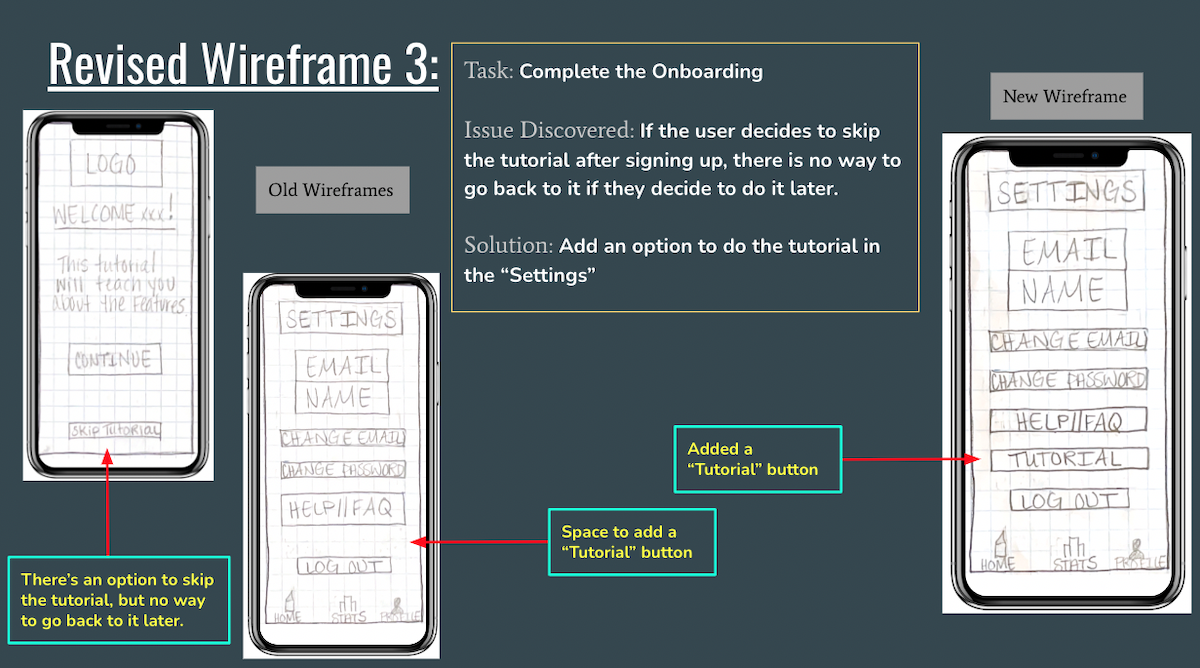 Revised Wireframe 3:
Task: Complete the Onboarding
Issue Discovered: If the user decides to skip
the tutorial after signing up, there is no way to
go back to it if they decide to do it later.
Solution: Add an option to do the tutorial in
the “Settings”
New Wireframe
Old Wireframes
LOGO
WELCOME xxx!
This tutorial
will teach you
about the Features.
CONTINUE
SKIP TUTORIAL
There’s an option to skip
the tutorial, but no way
to go back to it later.
SETTINGS
EMAIL
NAME
CHANGE EMAIL
CHANGE PASSWORD
HELP//FAQ
LOG OUT
HOME STATS PROFILE
Space to add a
“Tutorial” button
Added a
“Tutorial” button
SETTINGS
EMAIL
NAME
CHANGE EMAIL
CHANGE PASSWORD
HELP//FAQ
TUTORIAL
LOG OUT
HOME STATS PROFILE